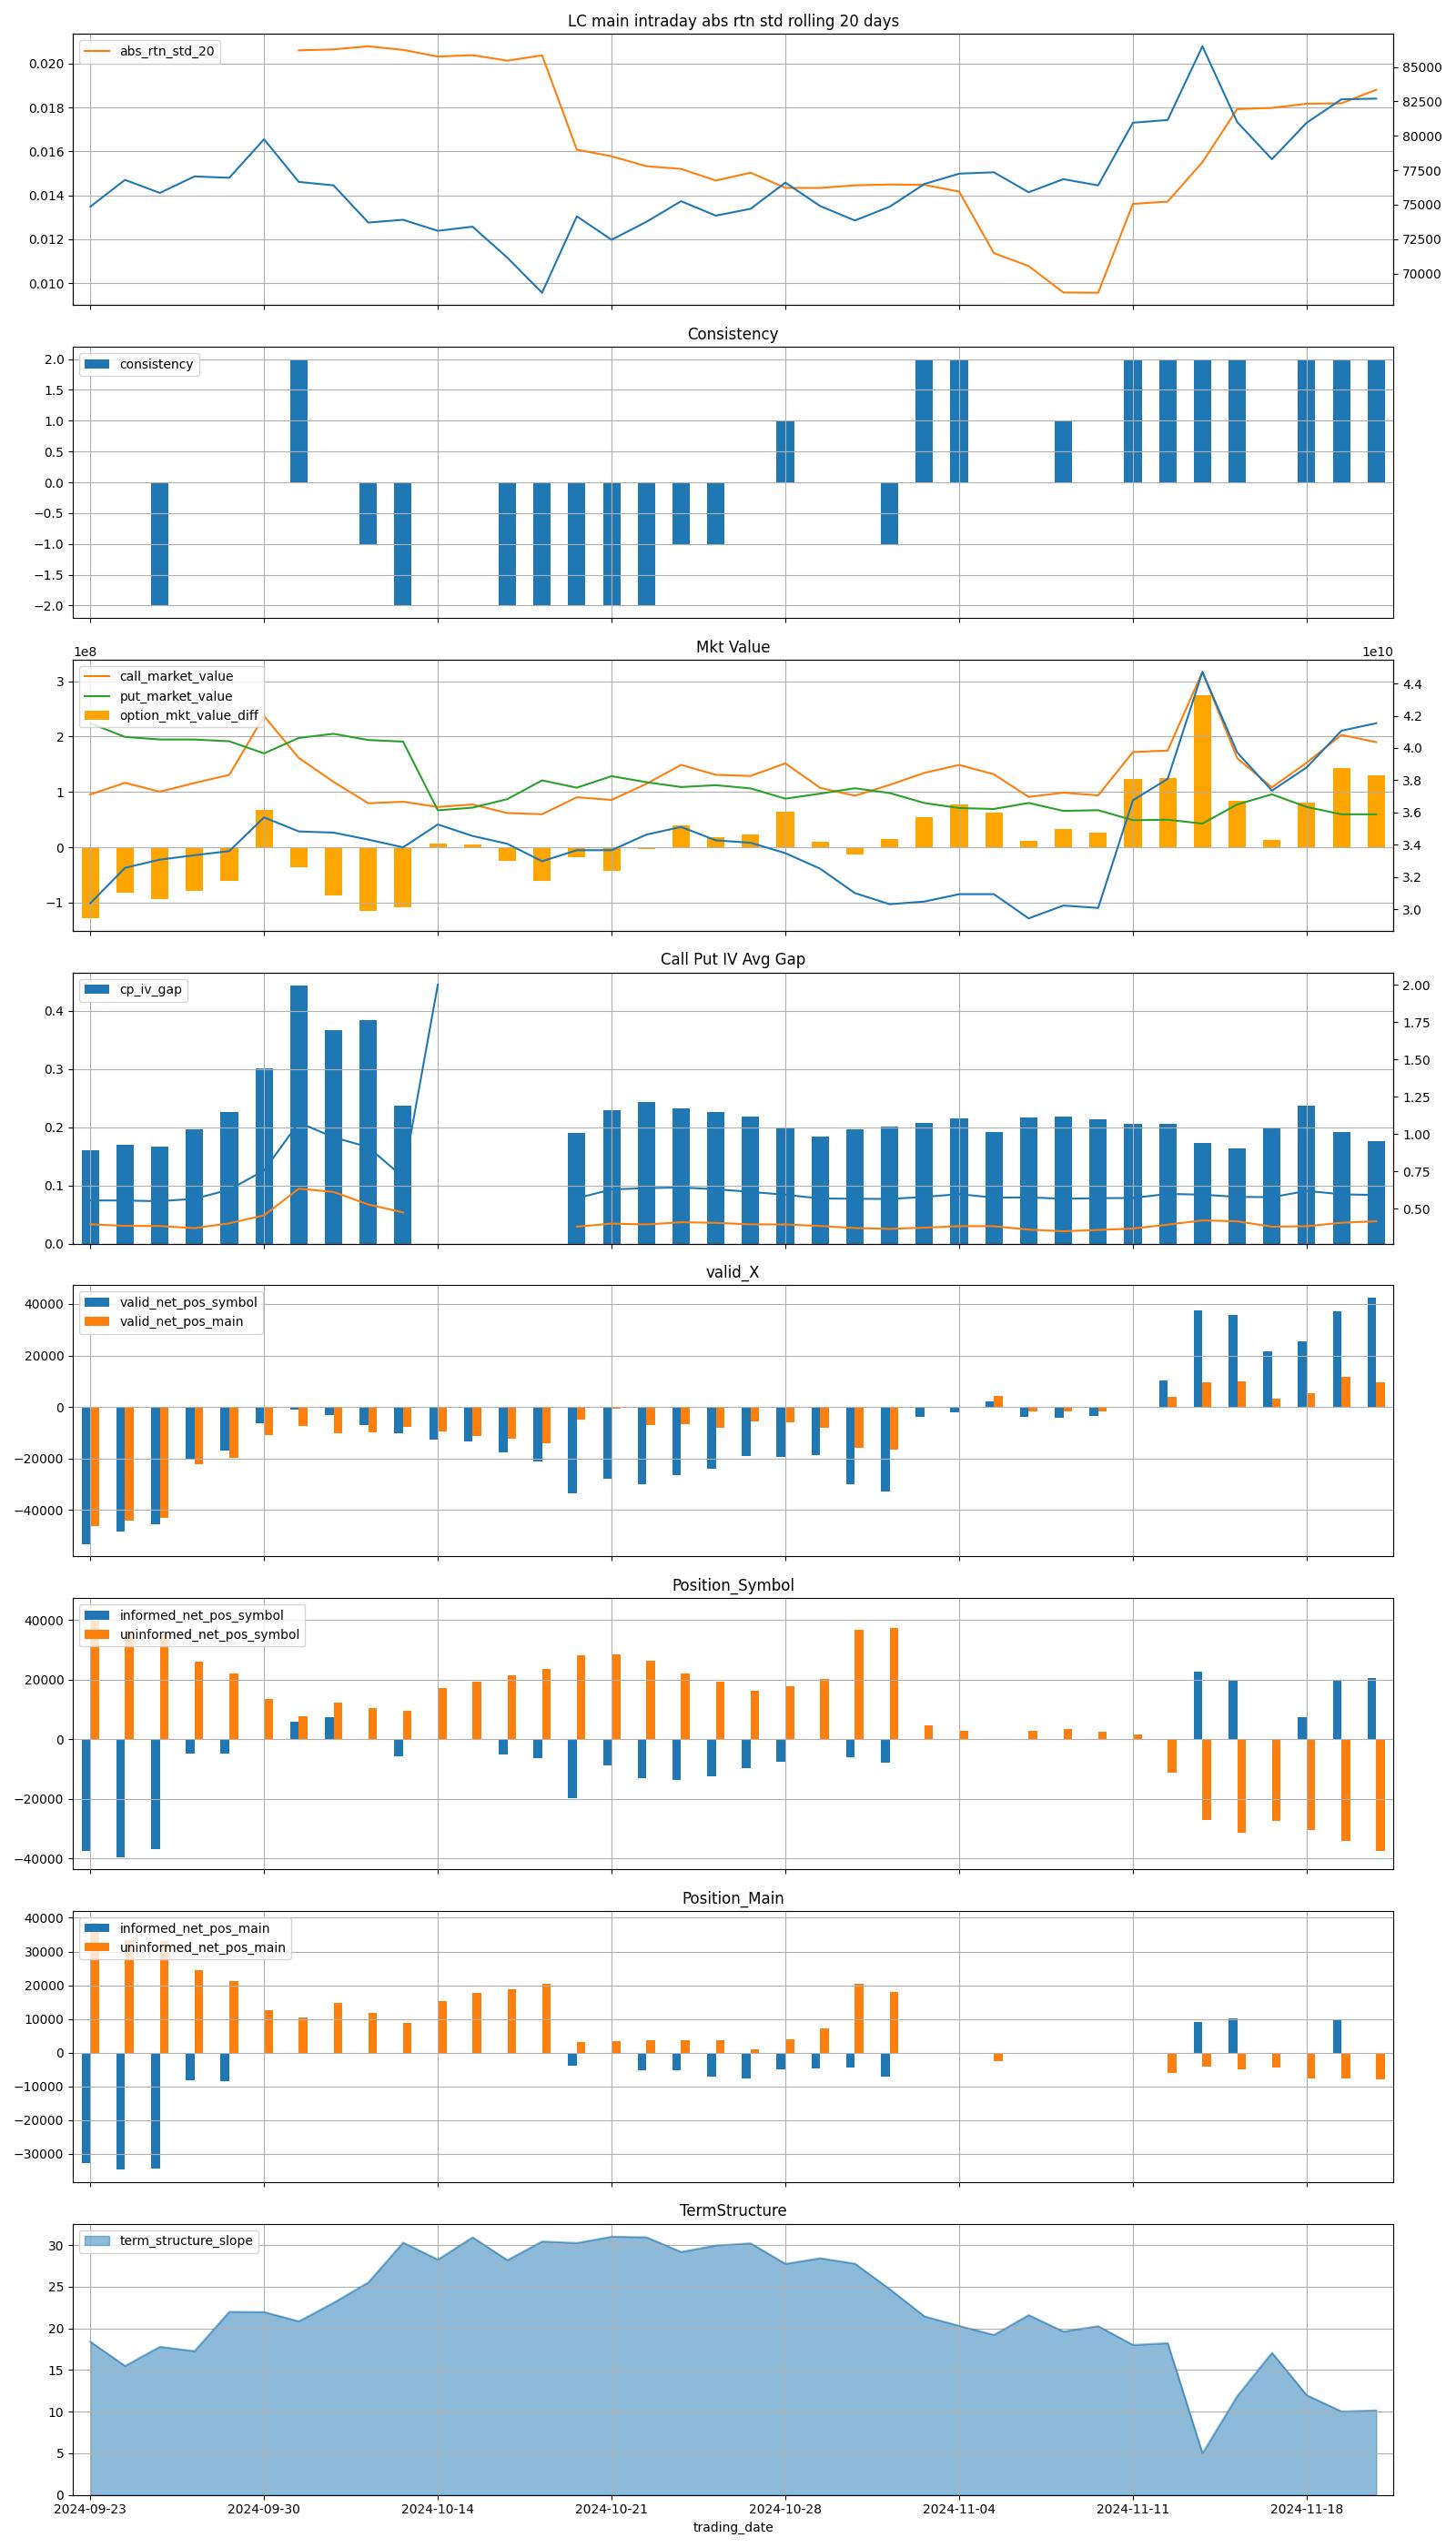 LC main intraday abs rtn std rolling 20 days
abs_rtn_std_20
0.020
0.018
0.016
0.014
0.012
0.010
85000
82500
80000
77500
75000
72500
70000
Consistency
consistency
2.0
1.5
1.0
0.5
0.0
−0.5
−1.0
−1.5
−2.0
Mkt Value
1e8
1e10
call_market_value
put_market_value
option_mkt_value_diff
3
2
1
0
−1
4.4
4.2
4.0
3.8
3.6
3.4
3.2
3.0
Call Put IV Avg Gap
cp_iv_gap
0.4
0.3
0.2
0.1
0.0
2.00
1.75
1.50
1.25
1.00
0.75
0.50
valid_X
valid_net_pos_symbol
valid_net_pos_main
40000
20000
0
−20000
−40000
Position_Symbol
informed_net_pos_symbol
uninformed_net_pos_symbol
40000
20000
0
−20000
−40000
Position_Main
informed_net_pos_main
uninformed_net_pos_main
40000
30000
20000
10000
0
−10000
−20000
−30000
TermStructure
term_structure_slope
30
25
20
15
10
5
0
2024-09-23 2024-09-30 2024-10-14 2024-10-21 2024-10-28 2024-11-04 2024-11-11 2024-11-18
trading_date